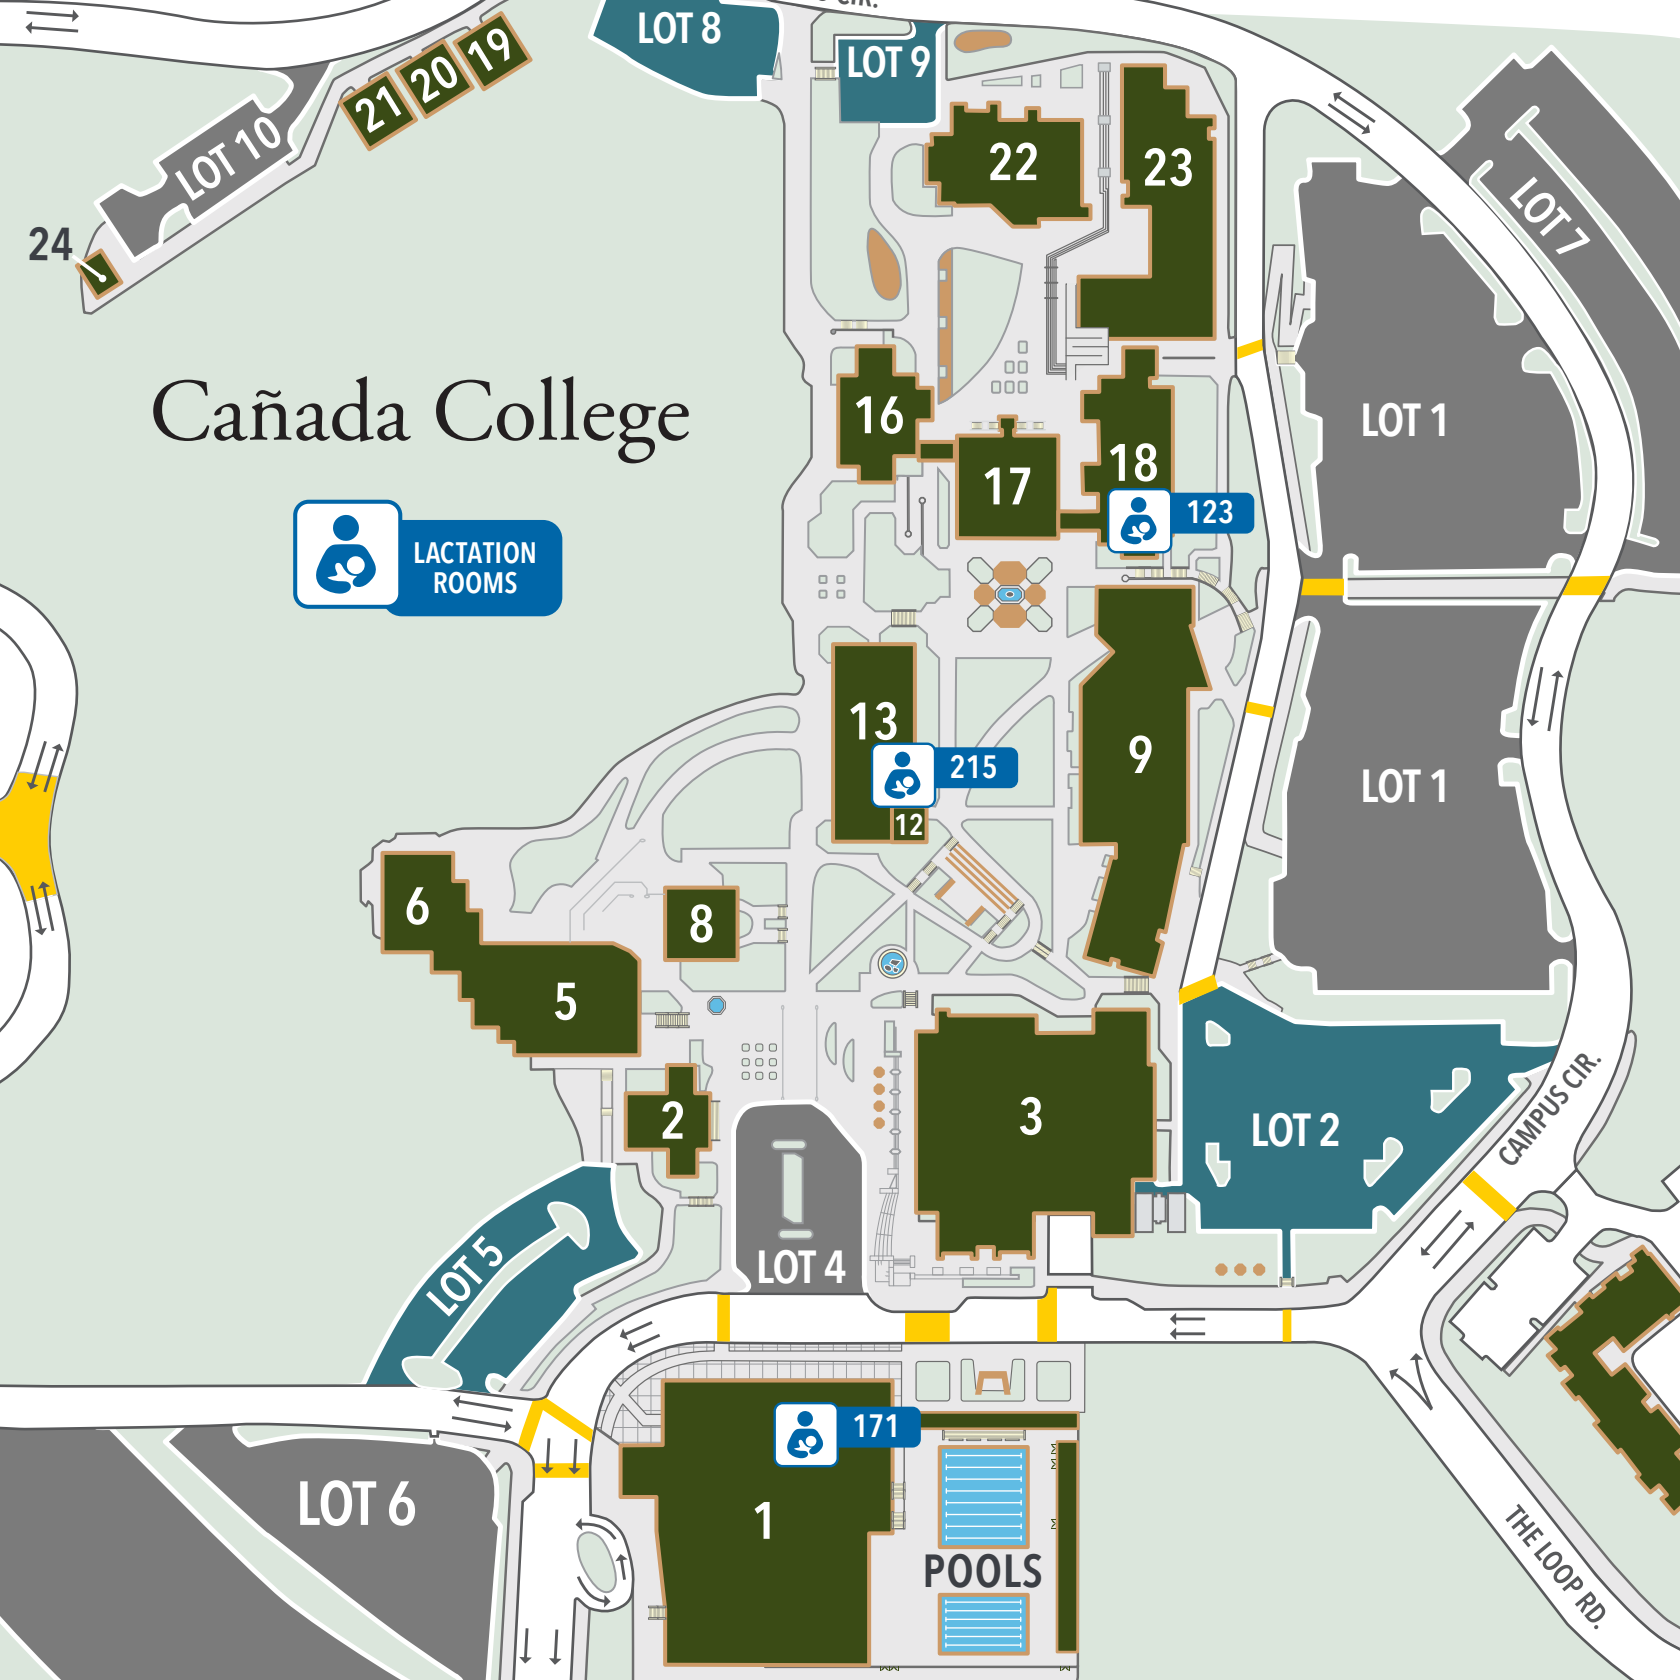 CIR.
LOT 8
LOT 9
19
20
21
LOT 10
24
22
23
LOT 7
Cañada College
LACTATION
ROOMS
16
17
18
123
LOT 1
13
215
12
9
LOT 1
6
8
5
2
3
LOT 2
CAMPUS CIR.
LOT 5
LOT 4
LOT 6
171
1
POOLS
THE LOOP RD.